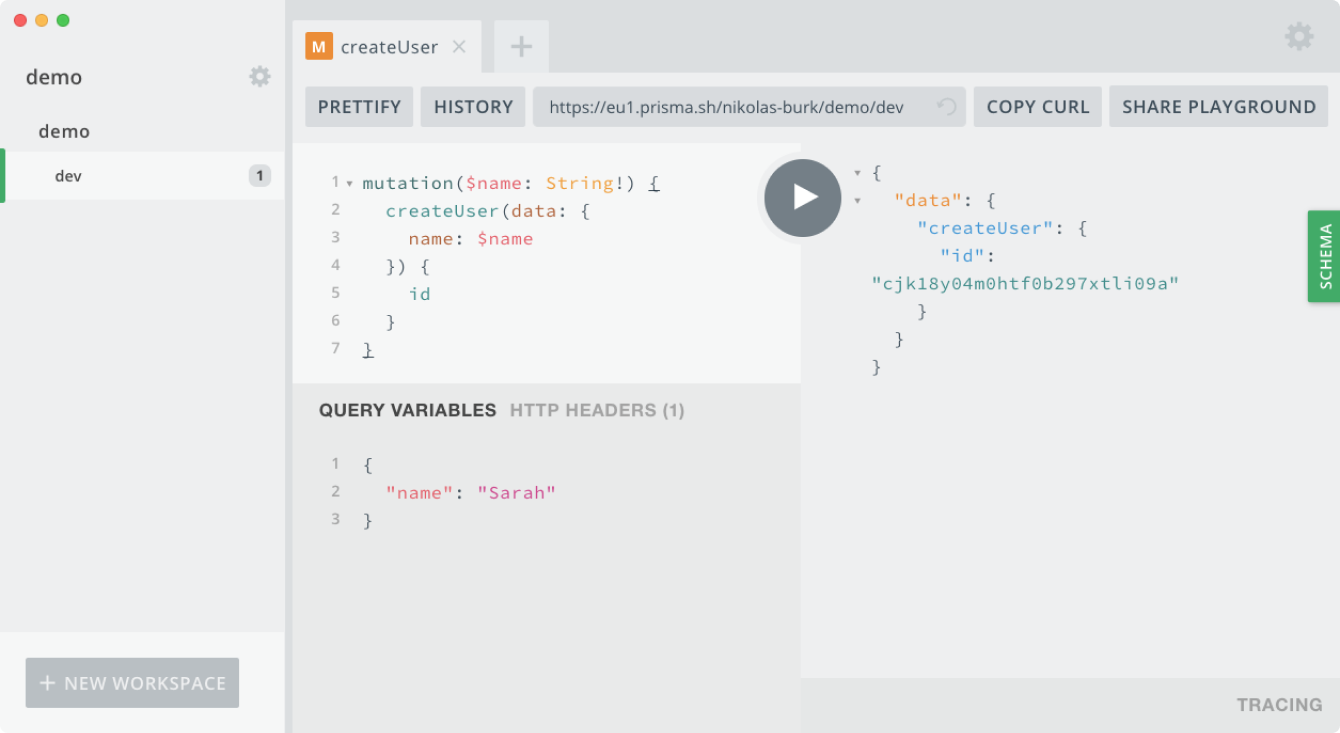 demo
demo
dev 1
M createUser
PRETTIFY HISTORY https://eu1.prisma.sh/nikolas-burk/demo/dev COPY CURL SHARE PLAYGROUND
1 mutation($name: String!) {
2 createUser(data: {
3 name: $name
4 }) {
5 id
6 }
7 }
QUERY VARIABLES HTTP HEADERS (1)
1 {
2 "name": "Sarah"
3 }
{
"data": {
"createUser": {
"id":
"cjk18y04m0htf0b297xtli09a"
}
}
}
SCHEMA
+ NEW WORKSPACE
TRACING